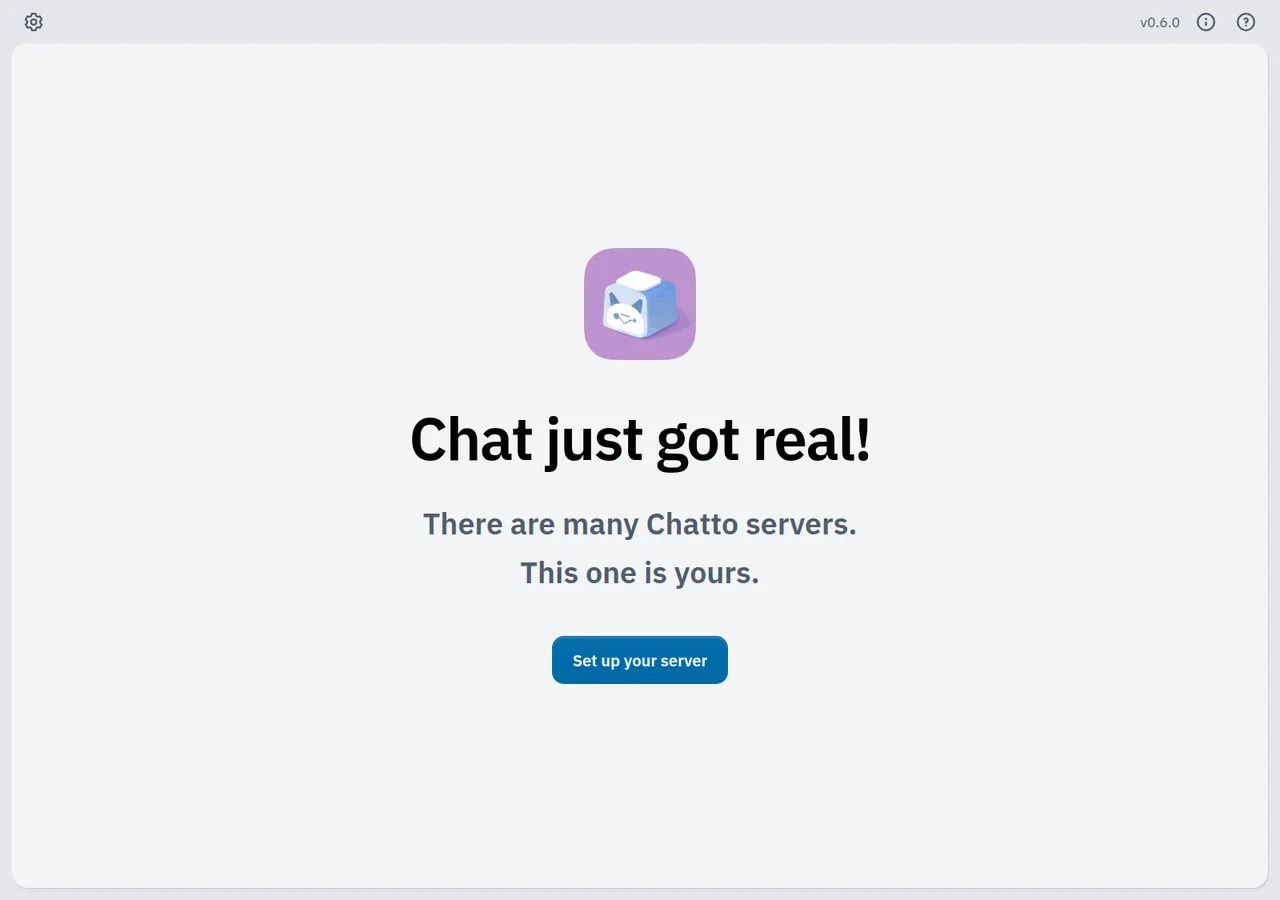 v0.6.0
Chat just got real!
There are many Chatto servers.
This one is yours.
Set up your server